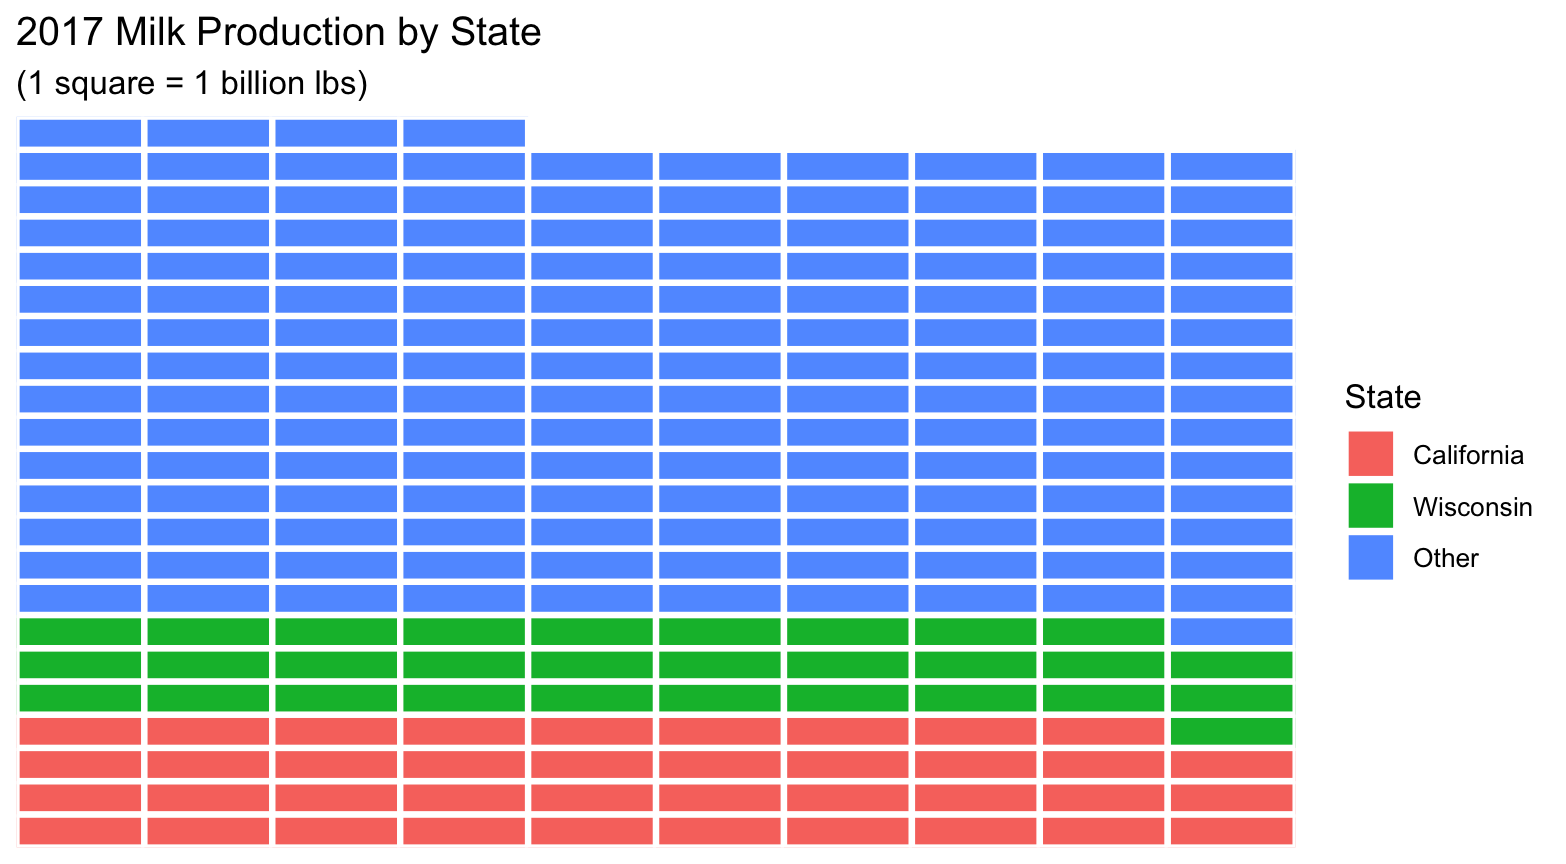 2017 Milk Production by State
(1 square = 1 billion lbs)
State
California
Wisconsin
Other